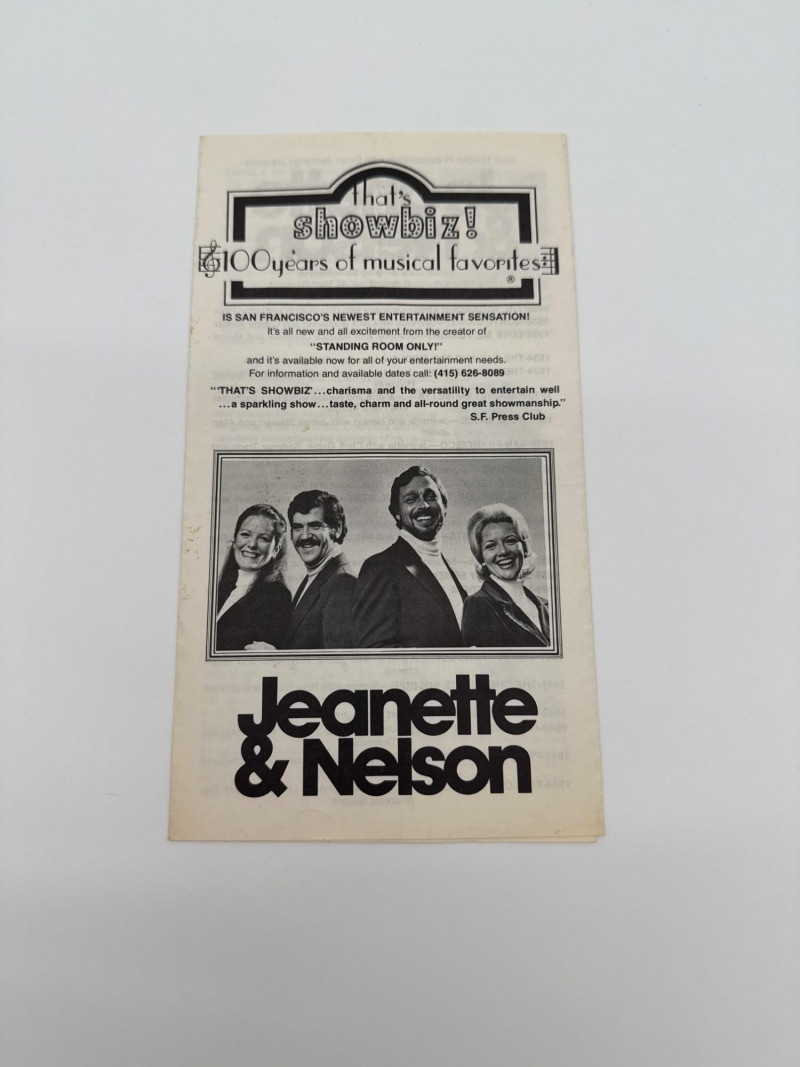 that's
showbiz!
100 years of musical favorites
®
IS SAN FRANCISCO'S NEWEST ENTERTAINMENT SENSATION!
It's all new and all excitement from the creator of
"STANDING ROOM ONLY!"
and it's available now for all of your entertainment needs.
For information and available dates call: (415) 626-8089
"'THAT'S SHOWBIZ'...charisma and the versatility to entertain well
...a sparkling show...taste, charm and all-round great showmanship."
S.F. Press Club
Jeanette
& Nelson